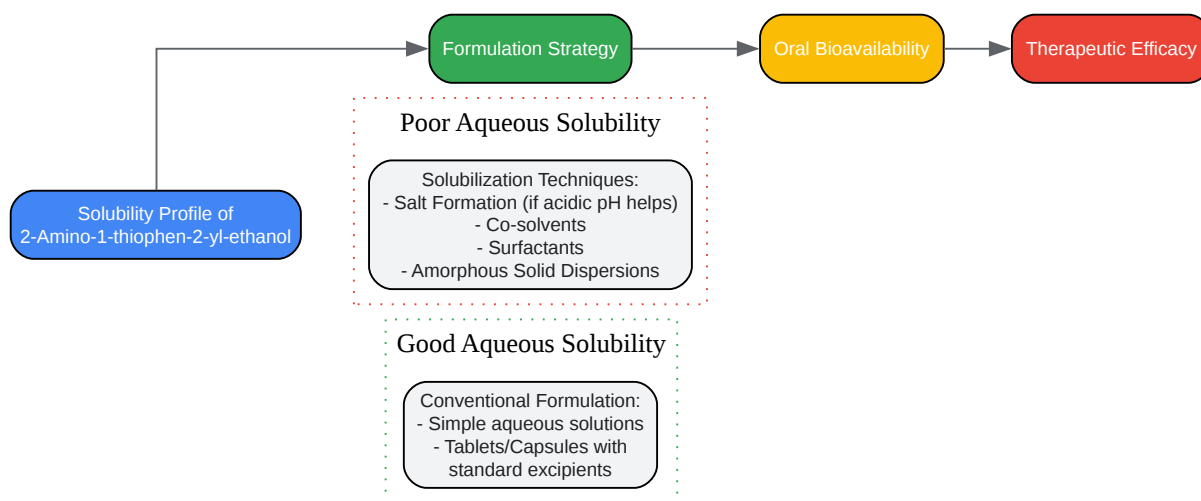 Formulation Strategy
Oral Bioavailability
Therapeutic Efficacy
Poor Aqueous Solubility
Solubilization Techniques:
- Salt Formation (if acidic pH helps)
- Co-solvents
- Surfactants
- Amorphous Solid Dispersions
Solubility Profile of
2-Amino-1-thiophen-2-yl-ethanol
Good Aqueous Solubility
Conventional Formulation:
- Simple aqueous solutions
- Tablets/Capsules with
standard excipients